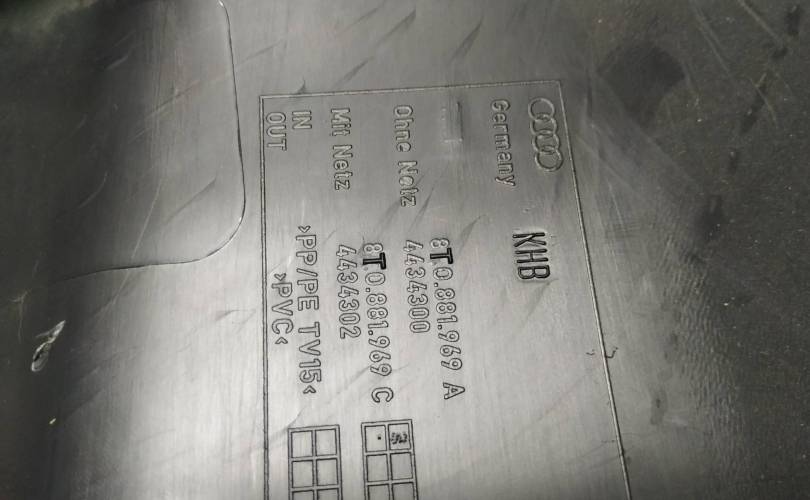 Germany KHB
8T0.881.969 A
Ohne Netz 4434300
8T0.881.969 C
Mit Netz 4434302
IN >PP/PE TV15<
OUT >PVC<